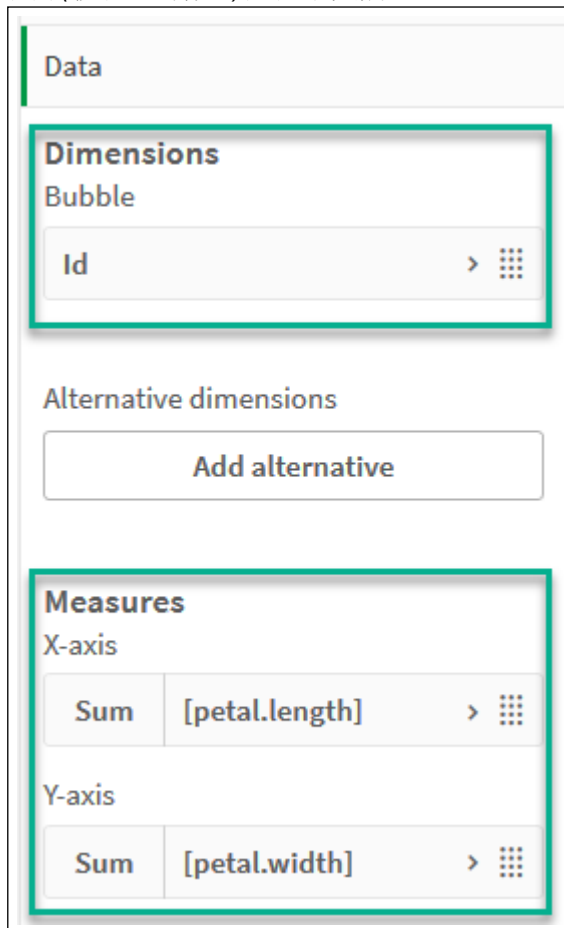 Data
Dimensions
Bubble
Id
Alternative dimensions
Add alternative
Measures
X-axis
Sum [petal.length]
Y-axis
Sum [petal.width]